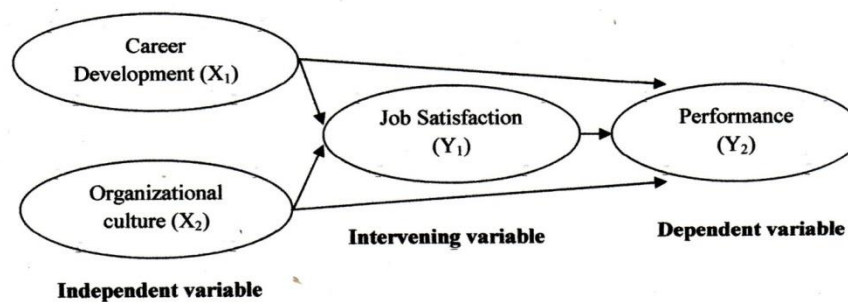 Career
Development (X₁)
Job Satisfaction
(Y₁)
Performance
(Y₂)
Organizational
culture (X₂)
Intervening variable
Dependent variable
Independent variable